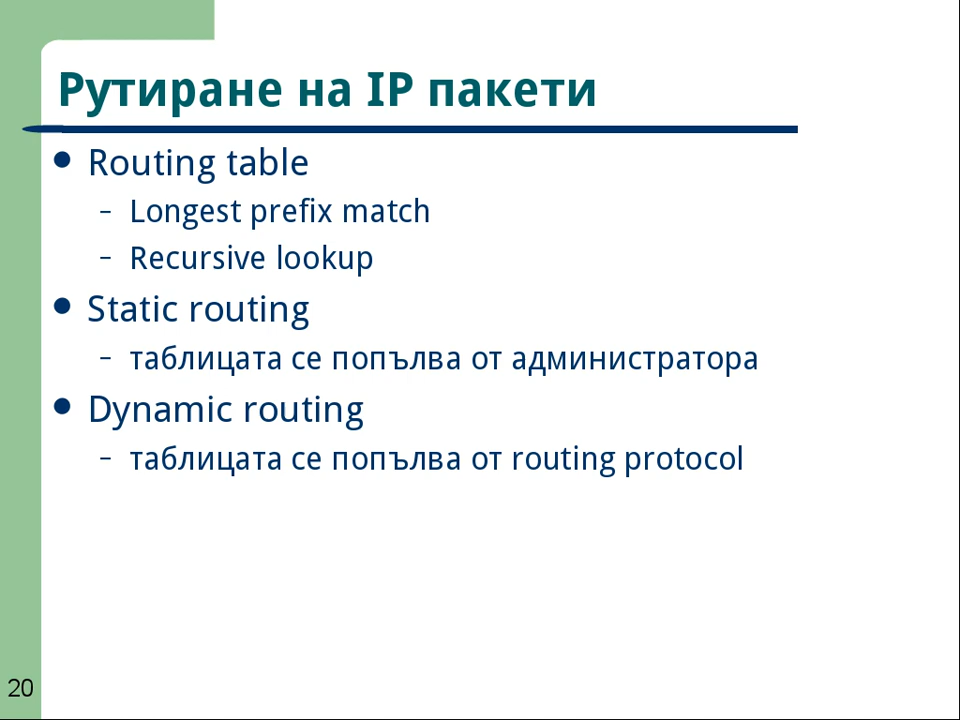 Рутиране на IP пакети
Routing table
– Longest prefix match
– Recursive lookup
Static routing
– таблицата се попълва от администратора
Dynamic routing
– таблицата се попълва от routing protocol
20